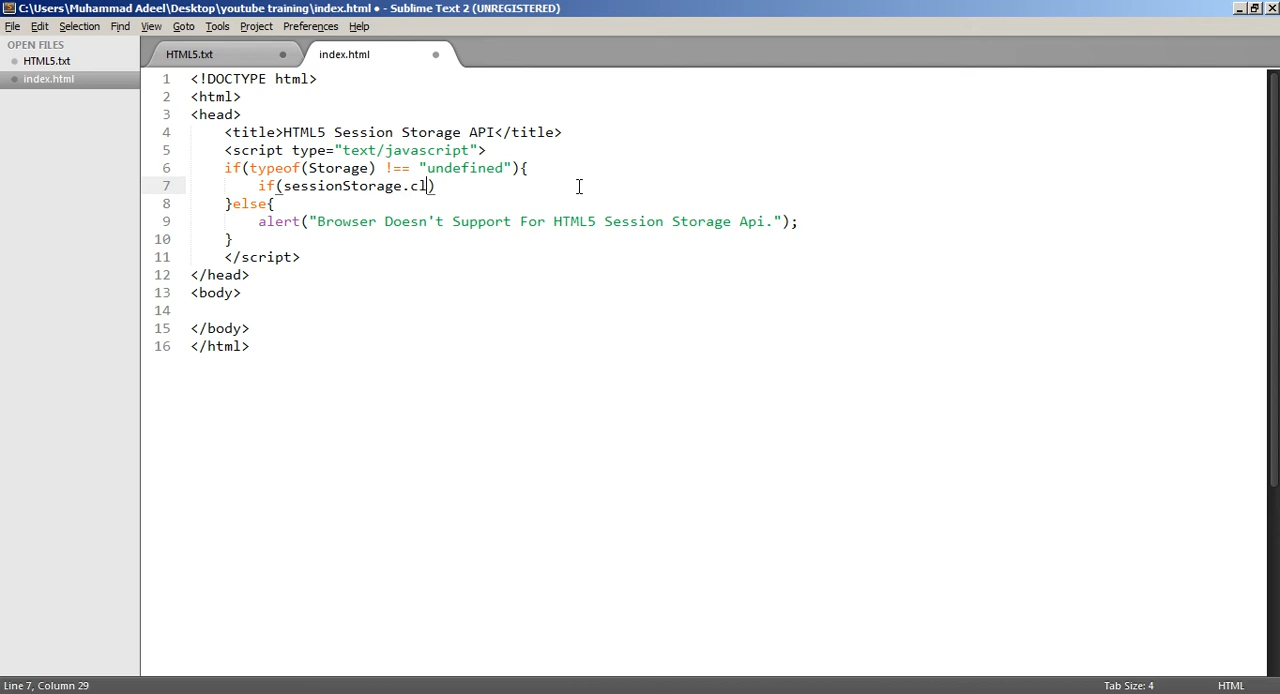 C:\Users\Muhammad Adeel\Desktop\youtube training\index.html • - Sublime Text 2 (UNREGISTERED)
File Edit Selection Find View Goto Tools Project Preferences Help
OPEN FILES
HTML5.txt
index.html
HTML5.txt index.html
1 <!DOCTYPE html>
2 <html>
3 <head>
4 <title>HTML5 Session Storage API</title>
5 <script type="text/javascript">
6 if(typeof(Storage) !== "undefined"){
7 if(sessionStorage.cl)
8 }else{
9 alert("Browser Doesn't Support For HTML5 Session Storage Api.");
10 }
11 </script>
12 </head>
13 <body>
14
15 </body>
16 </html>
Line 7, Column 29 Tab Size: 4 HTML